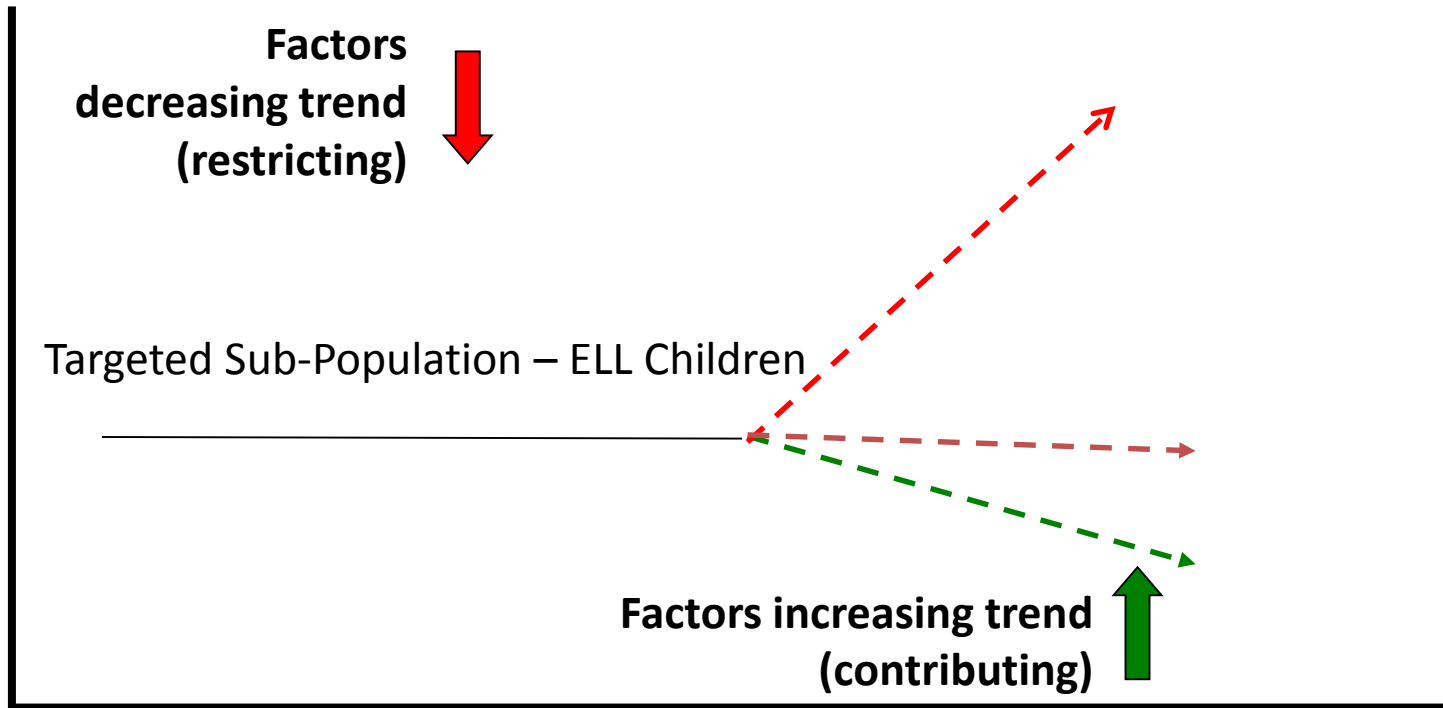 Factors
decreasing trend
(restricting)
Targeted Sub-Population – ELL Children
Factors increasing trend
(contributing)